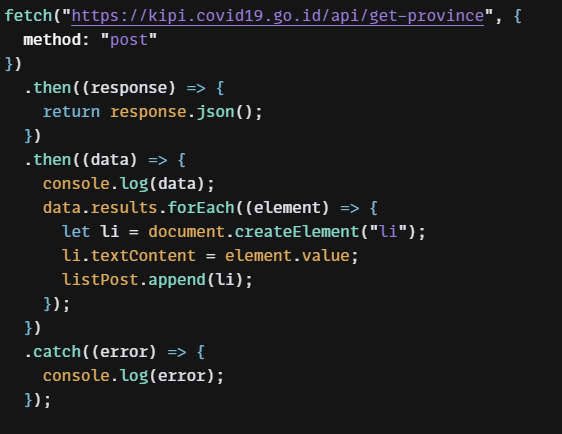 fetch("https://kipi.covid19.go.id/api/get-province", {
  method: "post"
})
  .then((response) => {
    return response.json();
  })
  .then((data) => {
    console.log(data);
    data.results.forEach((element) => {
      let li = document.createElement("li");
      li.textContent = element.value;
      listPost.append(li);
    });
  })
  .catch((error) => {
    console.log(error);
  });